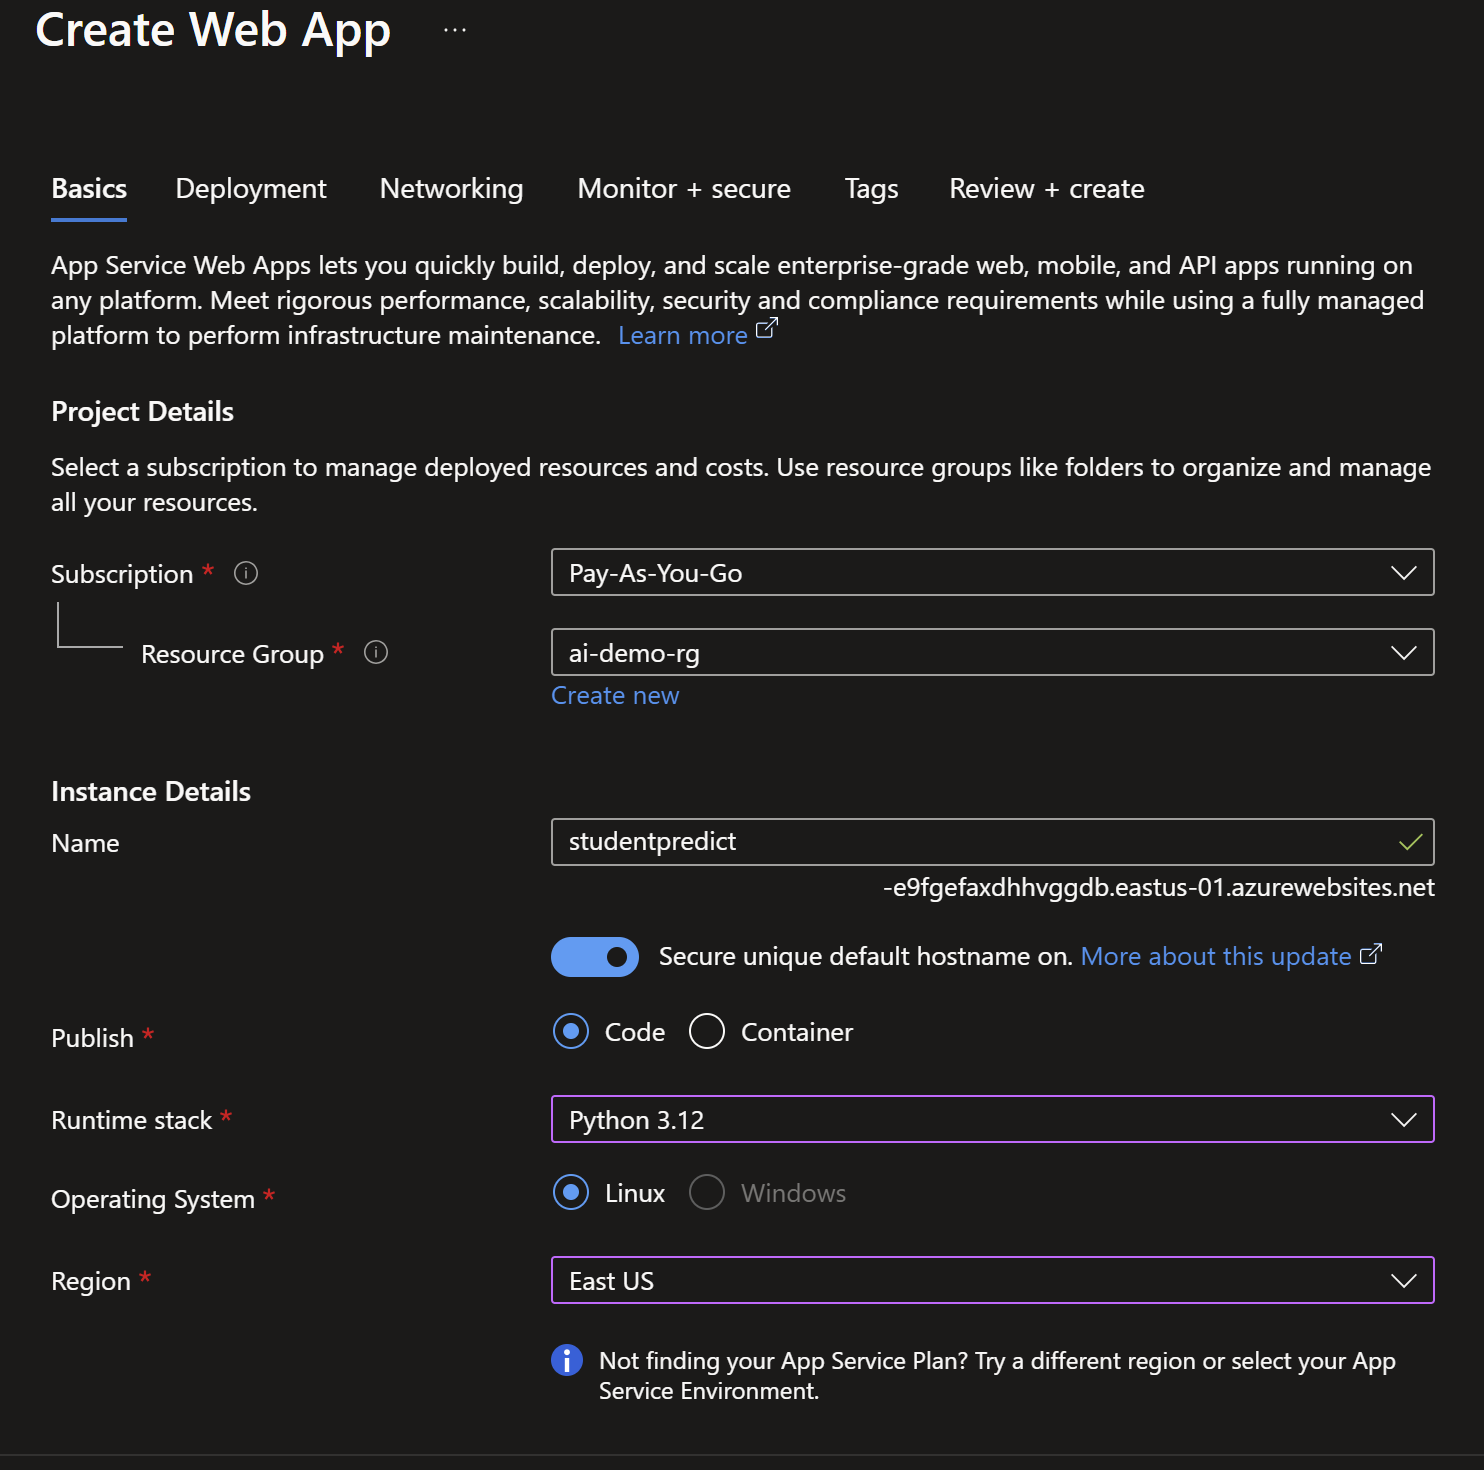 Create Web App ...
Basics Deployment Networking Monitor + secure Tags Review + create
App Service Web Apps lets you quickly build, deploy, and scale enterprise-grade web, mobile, and API apps running on
any platform. Meet rigorous performance, scalability, security and compliance requirements while using a fully managed
platform to perform infrastructure maintenance. Learn more
Project Details
Select a subscription to manage deployed resources and costs. Use resource groups like folders to organize and manage
all your resources.
Subscription * Pay-As-You-Go
Resource Group * ai-demo-rg
Create new
Instance Details
Name studentpredict
-e9fgefaxdhhvggdb.eastus-01.azurewebsites.net
Secure unique default hostname on. More about this update
Publish * Code Container
Runtime stack * Python 3.12
Operating System * Linux Windows
Region * East US
Not finding your App Service Plan? Try a different region or select your App
Service Environment.